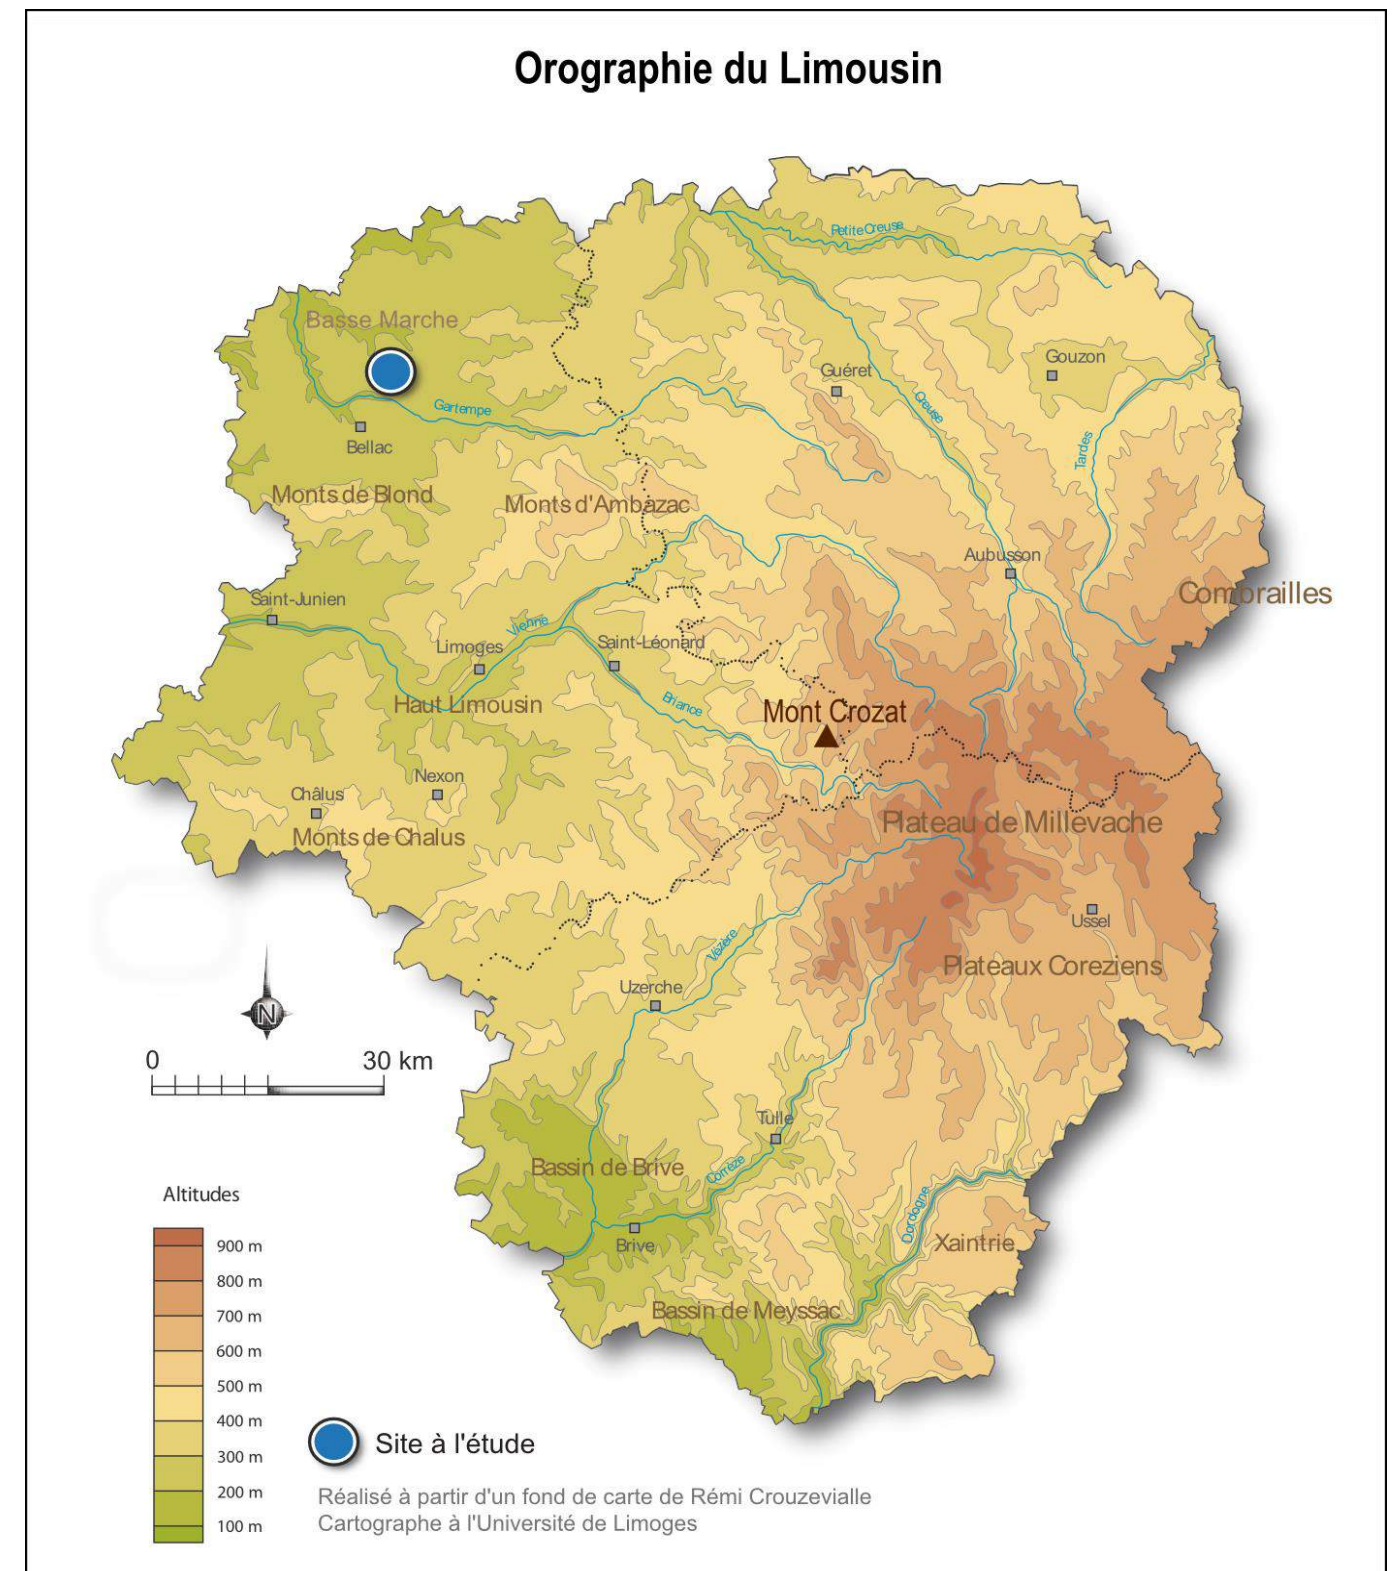 Orographie du Limousin
Petite Creuse
Basse Marche
Gouzon
Guéret
Creuse
Gartempe
Tardes
Bellac
Monts de Blond
Monts d'Ambazac
Aubusson
Combrailles
Saint-Junien
Vienne
Limoges
Saint-Léonard
Haut Limousin
Briance
Mont Crozat
Nexon
Châlus
Plateau de Millevache
Monts de Chalus
Ussel
Vézère
Plateaux Coreziens
Uzerche
N
0 30 km
Tulle
Bassin de Brive
Corrèze
Altitudes
Dordogne
Xaintrie
Brive
900 m
800 m
Bassin de Meyssac
700 m
600 m
500 m
400 m
300 m
200 m
100 m
Site à l'étude
Réalisé à partir d'un fond de carte de Rémi Crouzevialle
Cartographe à l'Université de Limoges